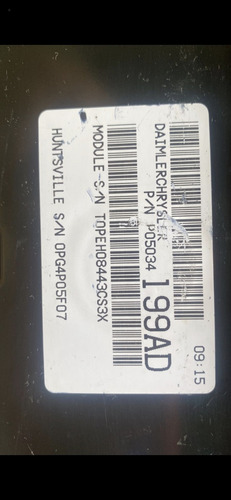 09:15
DAIMLERCHRYSLER
P/N P05034 199AD
MODULE-S/N T0PEH08443CS3X
HUNTSVILLE S/N 0PG4P05F07